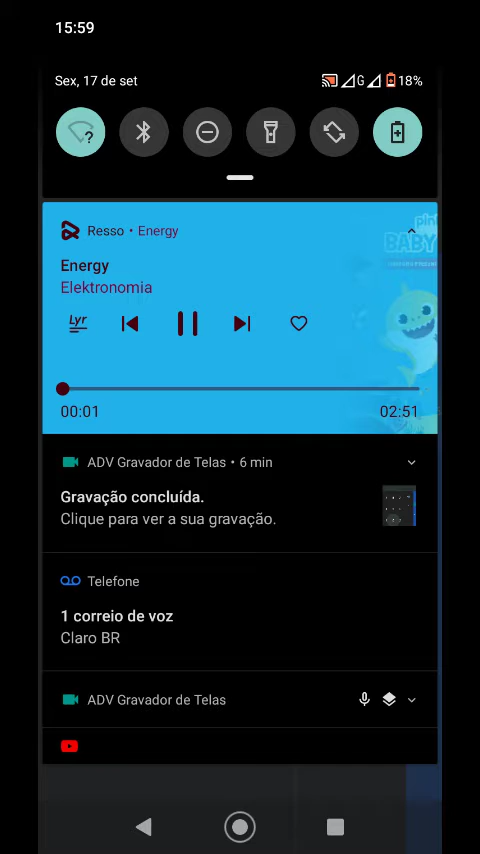 15:59
Sex, 17 de set
G
18%
?
Resso • Energy
Energy
Elektronomia
Lyr
00:01
02:51
BABY
ADV Gravador de Telas • 6 min
Gravação concluída.
Clique para ver a sua gravação.
Telefone
1 correio de voz
Claro BR
ADV Gravador de Telas